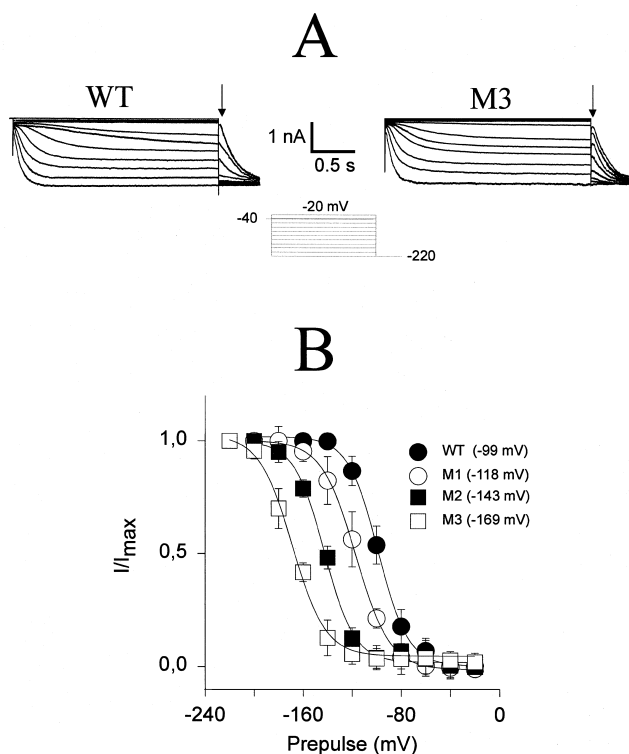 A
WT
M3
1 nA
0.5 s
-20 mV
-40
-220
B
1,0
0,5
0,0
I/Imax
WT (-99 mV)
M1 (-118 mV)
M2 (-143 mV)
M3 (-169 mV)
-240 -160 -80 0
Prepulse (mV)